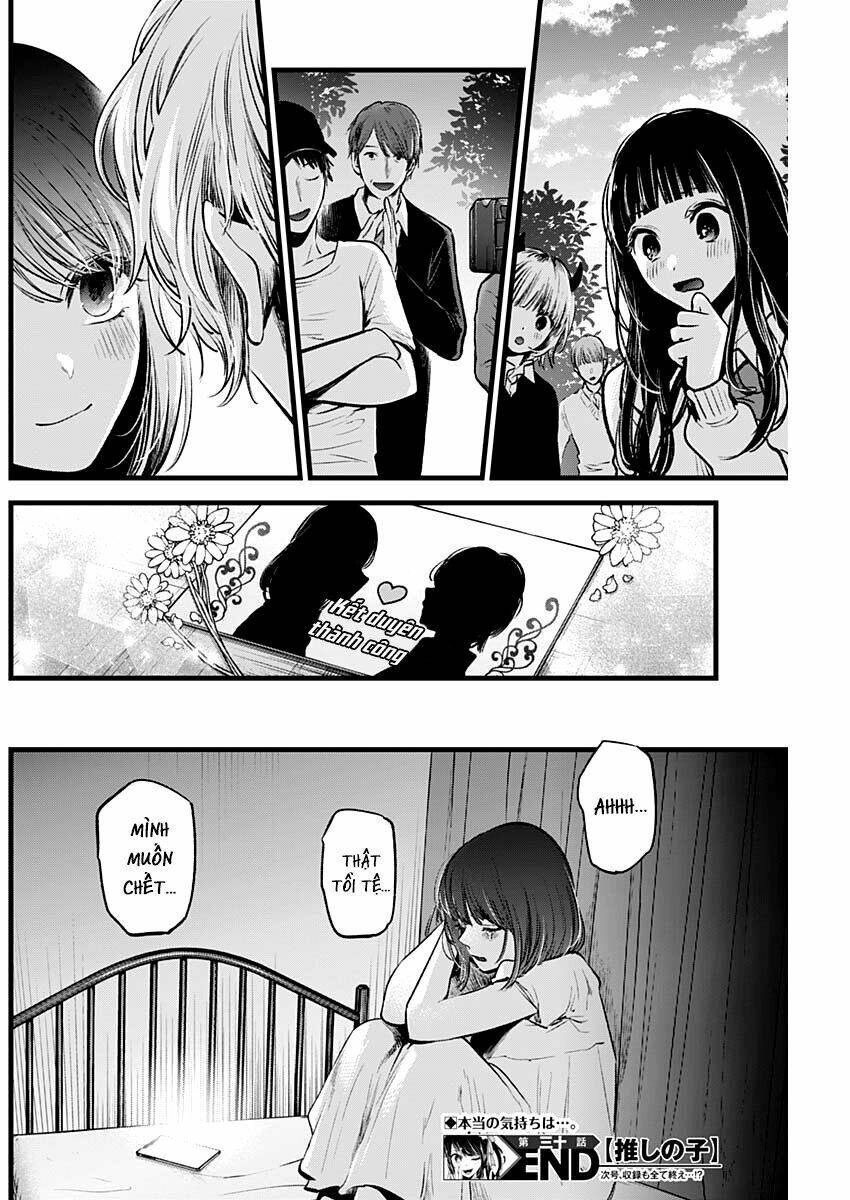 Kết duyên
thành công
AHHH...
THẬT
TỒI TỆ...
MÌNH
MUỐN
CHẾT...
◆本当の気持ちは…。
第三十話
END
【推しの子】
次号、収録も全て終え…!?